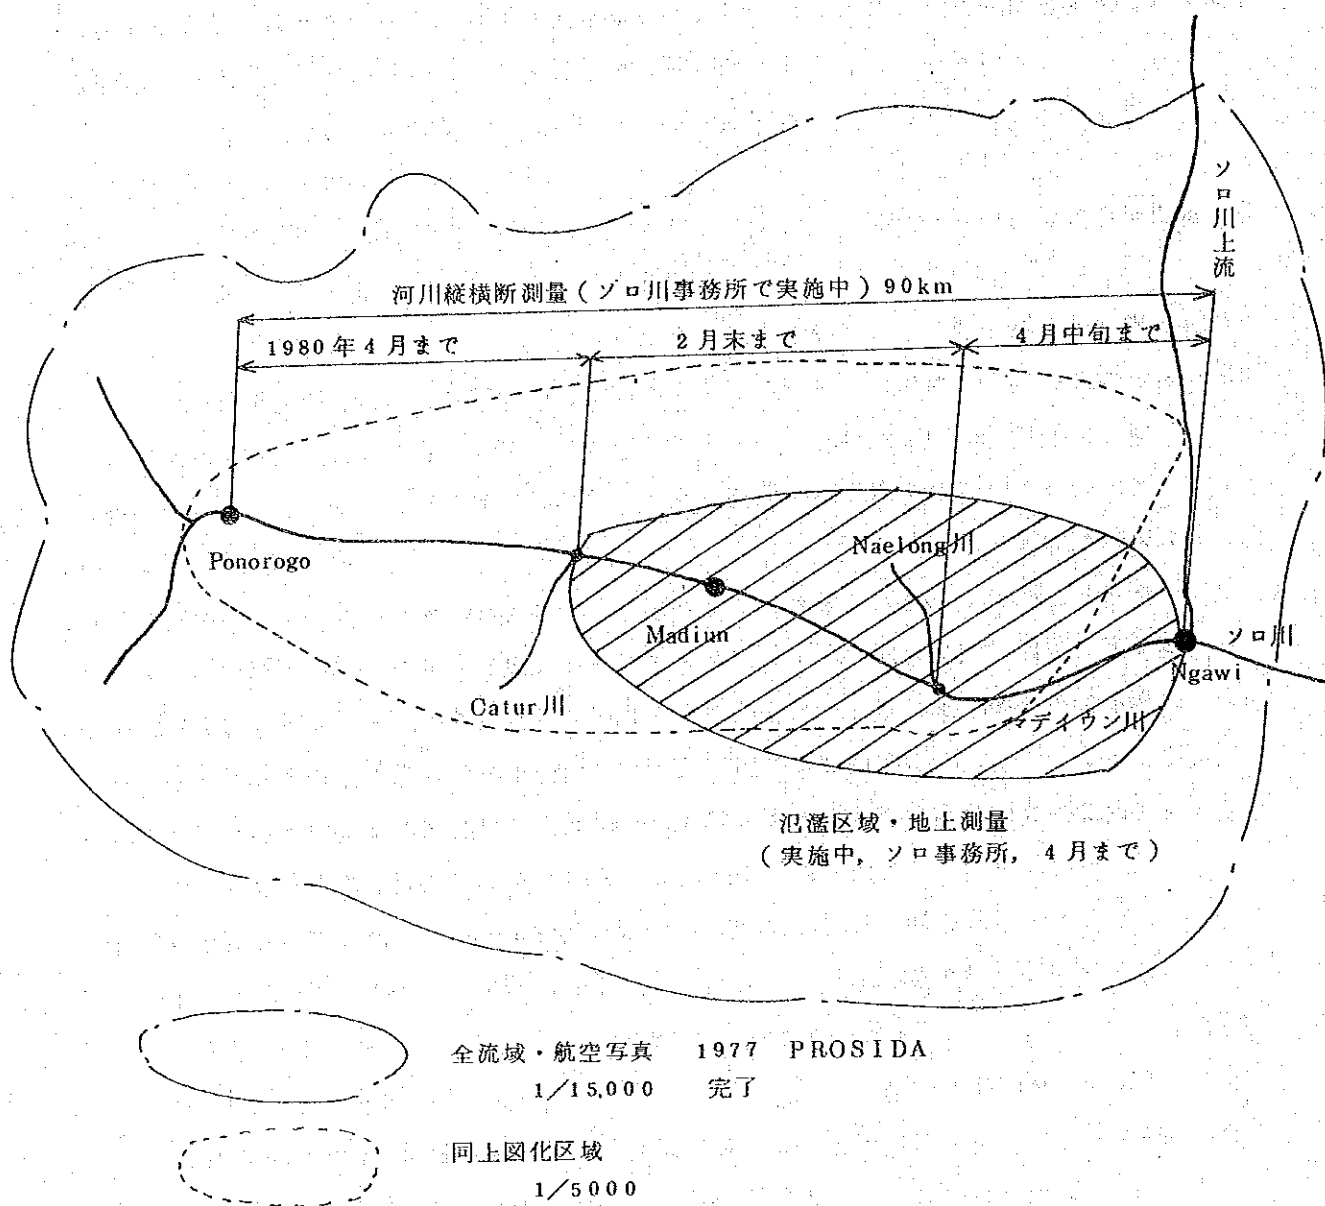 ソロ川上流
河川縦横断測量(ソロ川事務所で実施中)90km
1980年4月まで
2月末まで
4月中旬まで
Ponorogo
Naelong川
Madiun
Catur川
ソロ川
Ngawi
マデイウン川
氾濫区域・地上測量
(実施中,ソロ事務所,4月まで)
全流域・航空写真 1977 PROSIDA
1/15,000 完了
同上図化区域
1/5000